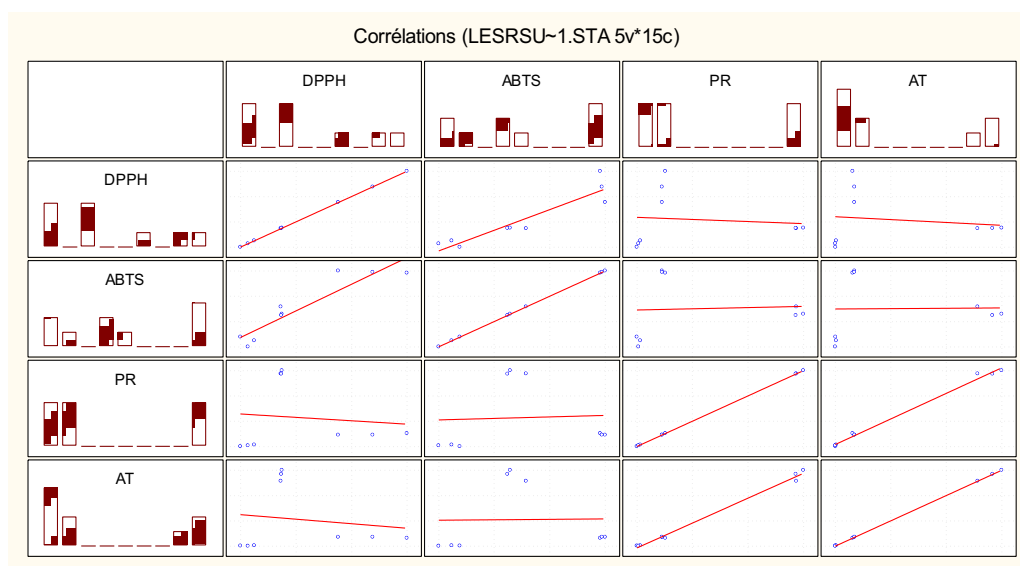 Corrélations (LESRSU~1.STA 5v*15c)
DPPH ABTS PR AT
DPPH
ABTS
PR
AT